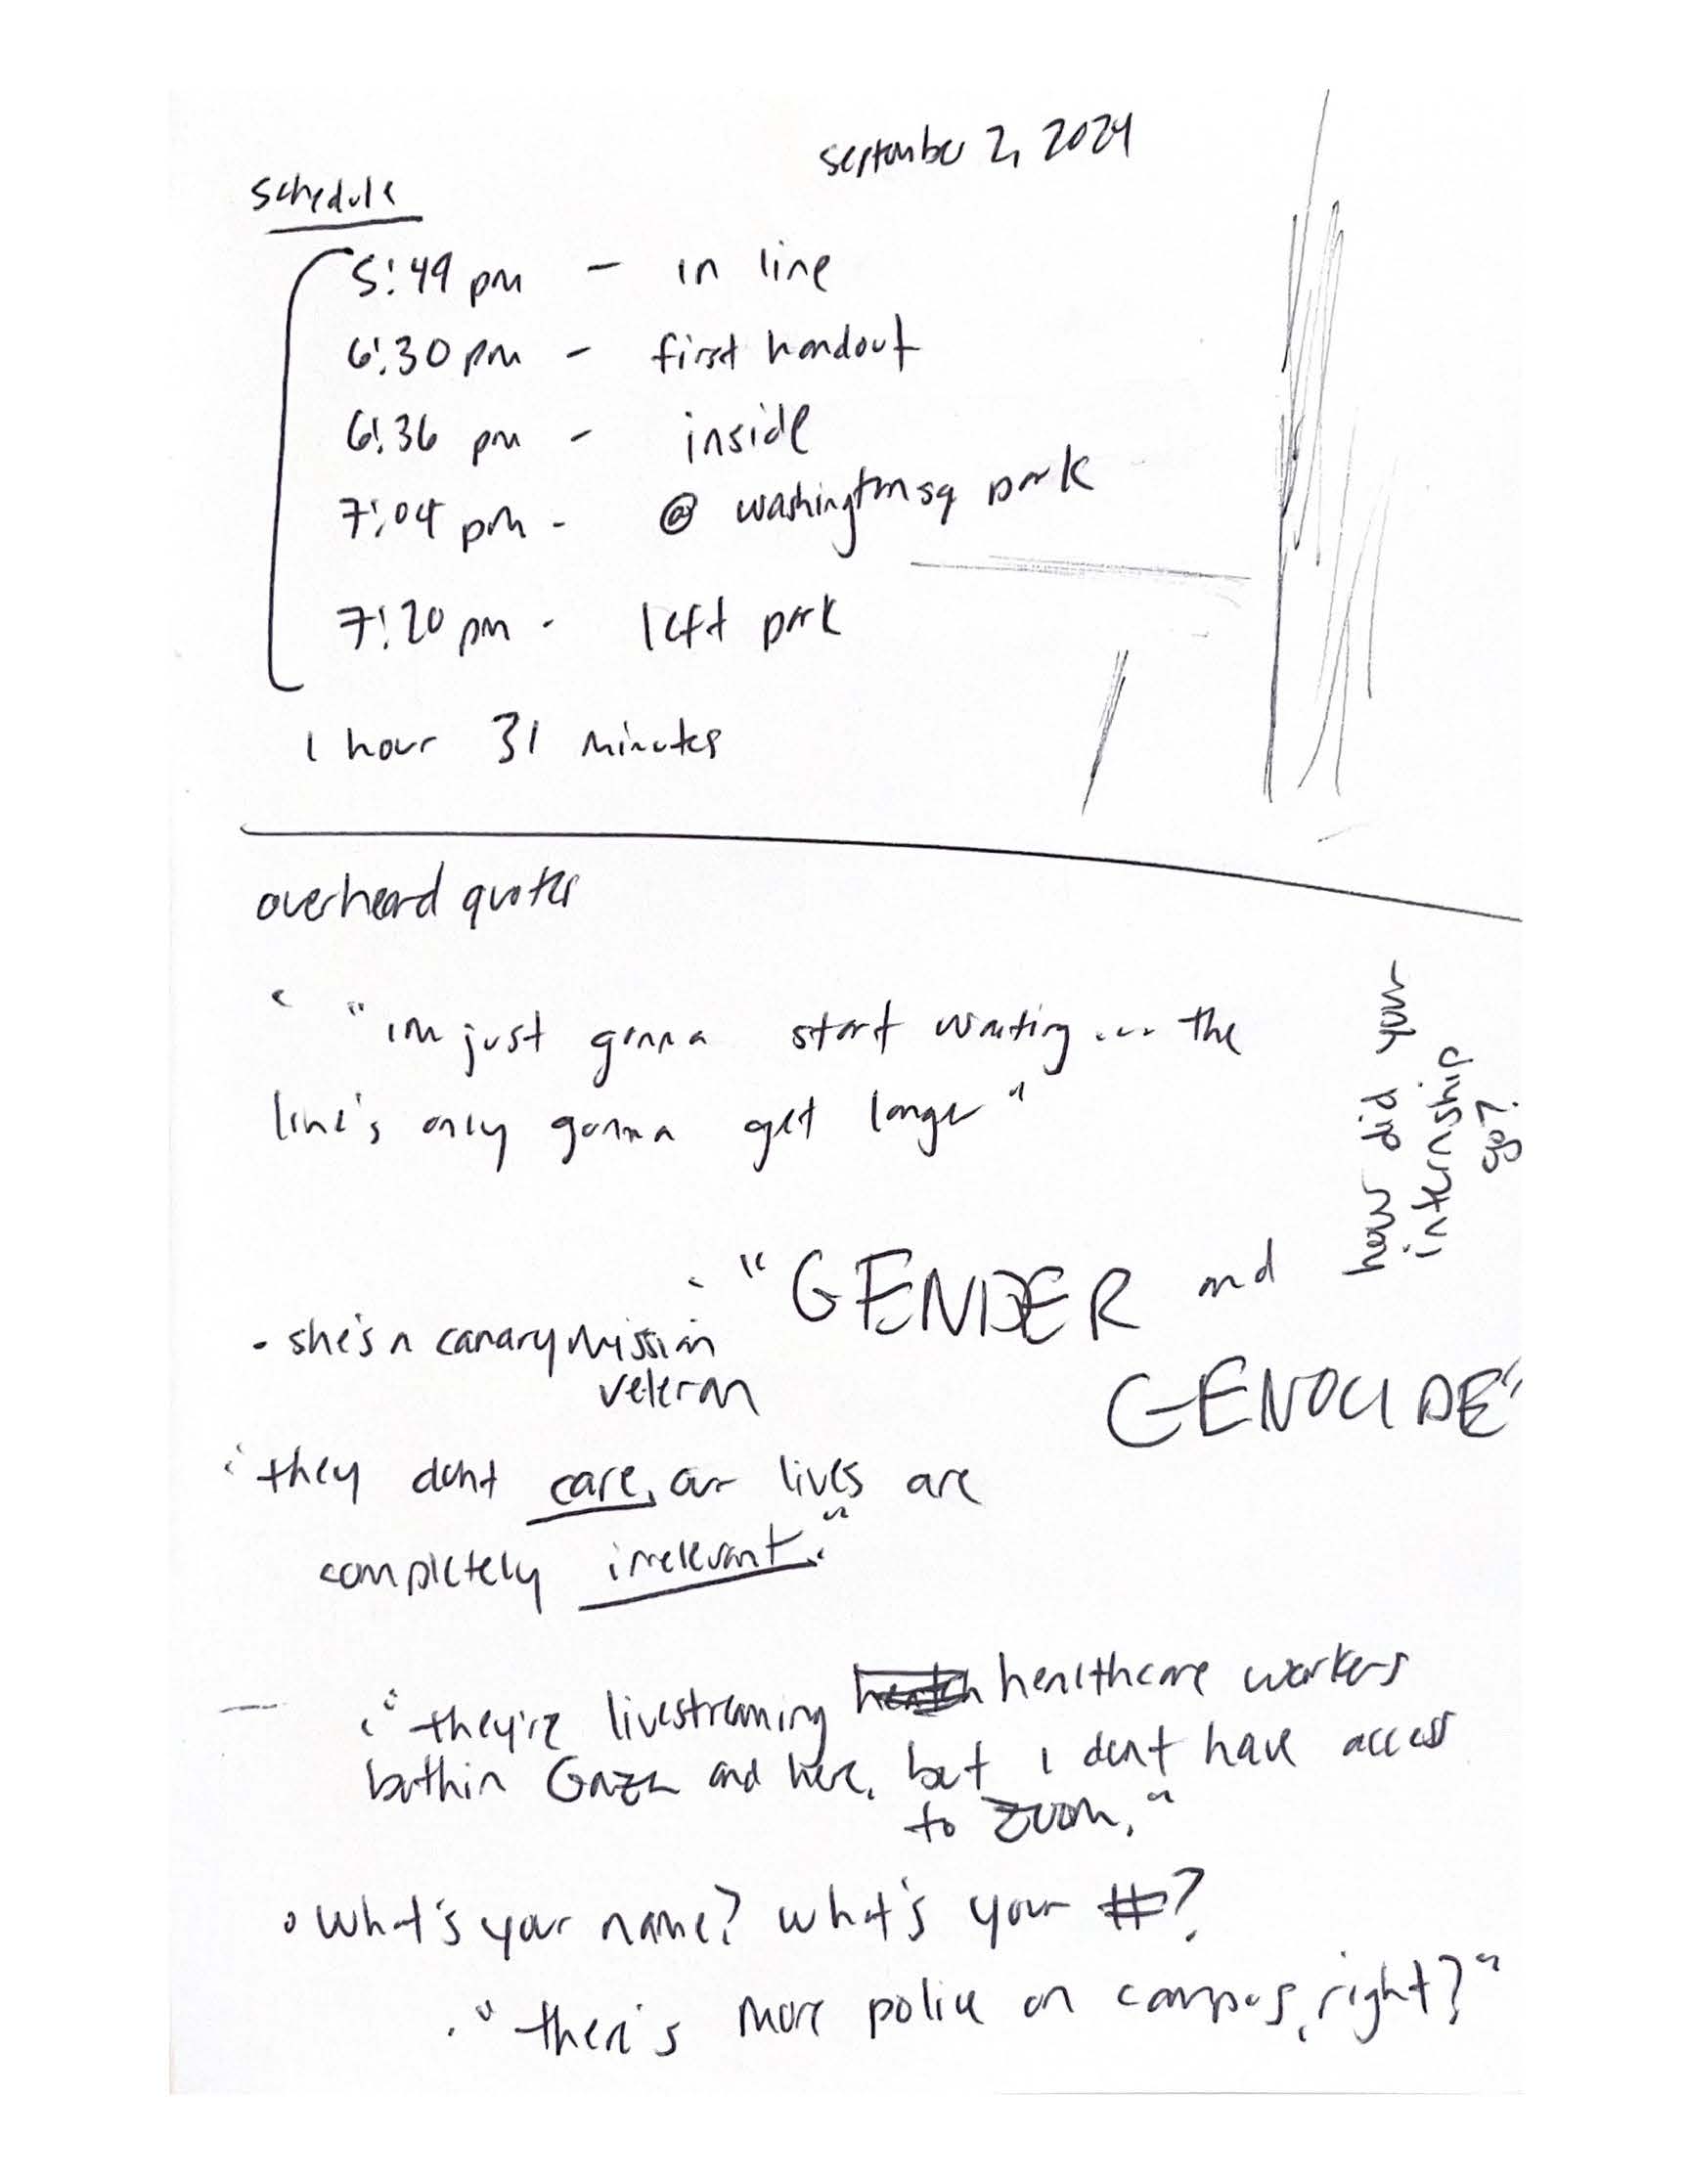 september 2, 2024
schedule
5:49 pm - in line
6:30 pm - first handout
6:36 pm - inside
7:04 pm - @ washington sq park
7:20 pm - left park
1 hour 31 minutes
overheard quotes
" im just gonna start waiting... the
line's only gonna get longer "
how did your
internship
go?
"GENDER and
GENOCIDE"
- she's a canary mission
veteran
they dont care, our lives are
completely irrelevant."
"they're livestreaming healthcare workers
both in Gaza and here, but i dont have access
to zoom."
what's your name? what's your #?
"there's more police on campus, right?"